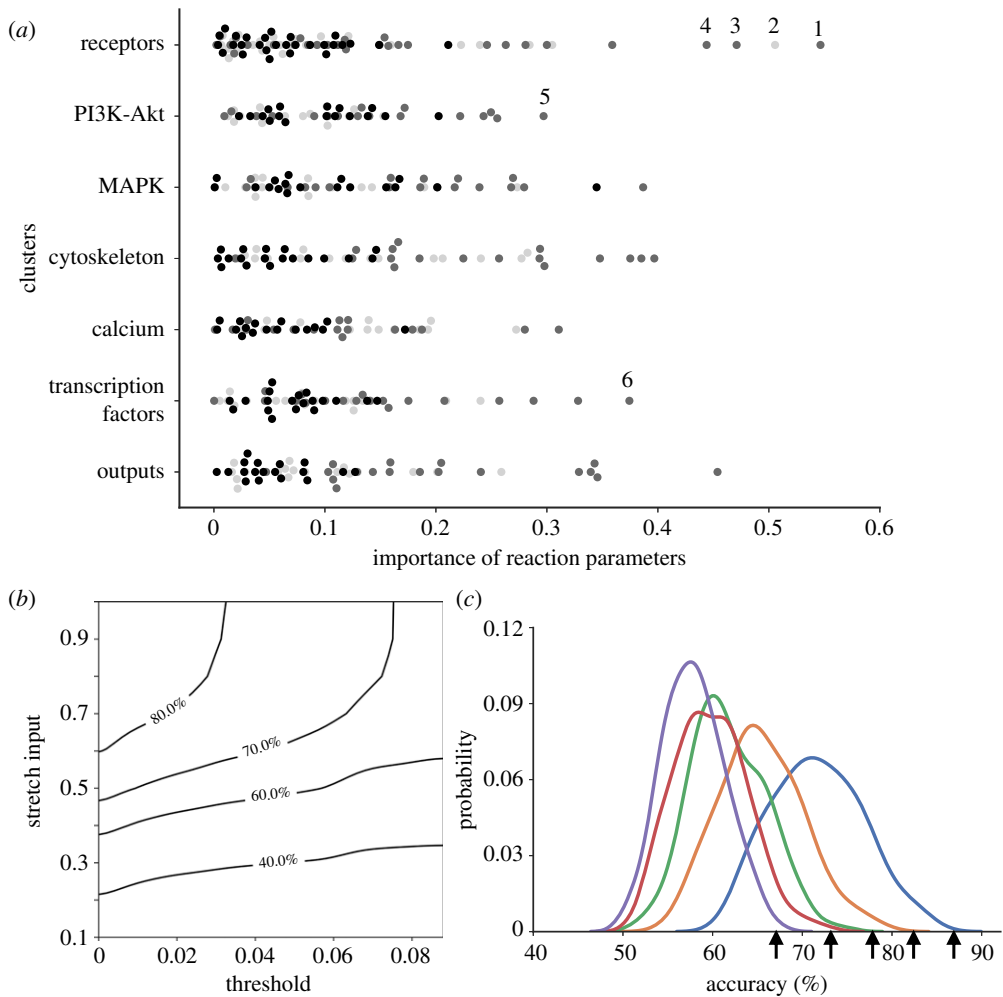 (a)
receptors
PI3K-Akt
MAPK
cytoskeleton
calcium
transcription
factors
outputs
clusters
4 3 2 1
5
6
0 0.1 0.2 0.3 0.4 0.5 0.6
importance of reaction parameters
(b)
0.9
0.7
0.5
0.3
0.1
stretch input
80.0%
70.0%
60.0%
40.0%
0 0.02 0.04 0.06 0.08
threshold
(c)
0.12
0.09
0.06
0.03
0
probability
40 50 60 70 80 90
accuracy (%)